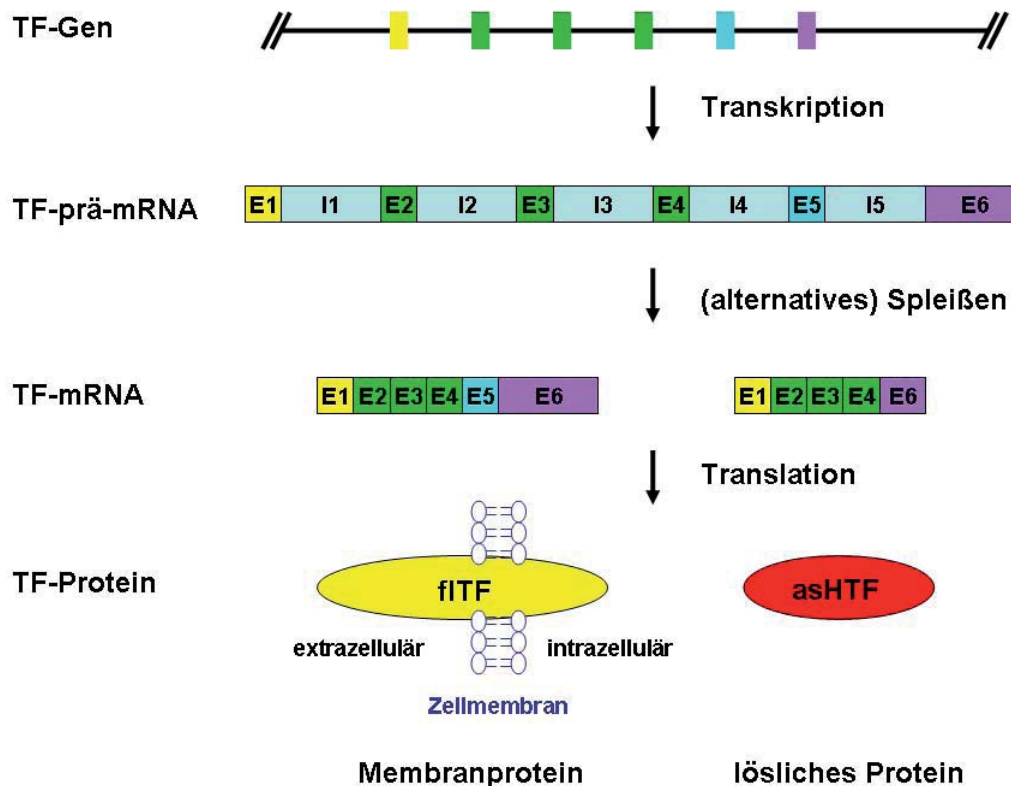 TF-Gen
Transkription
TF-prä-mRNA
E1 I1 E2 I2 E3 I3 E4 I4 E5 I5 E6
(alternatives) Spleißen
TF-mRNA
E1 E2 E3 E4 E5 E6
E1 E2 E3 E4 E6
Translation
TF-Protein
flTF
asHTF
extrazellulär
intrazellulär
Zellmembran
Membranprotein
lösliches Protein